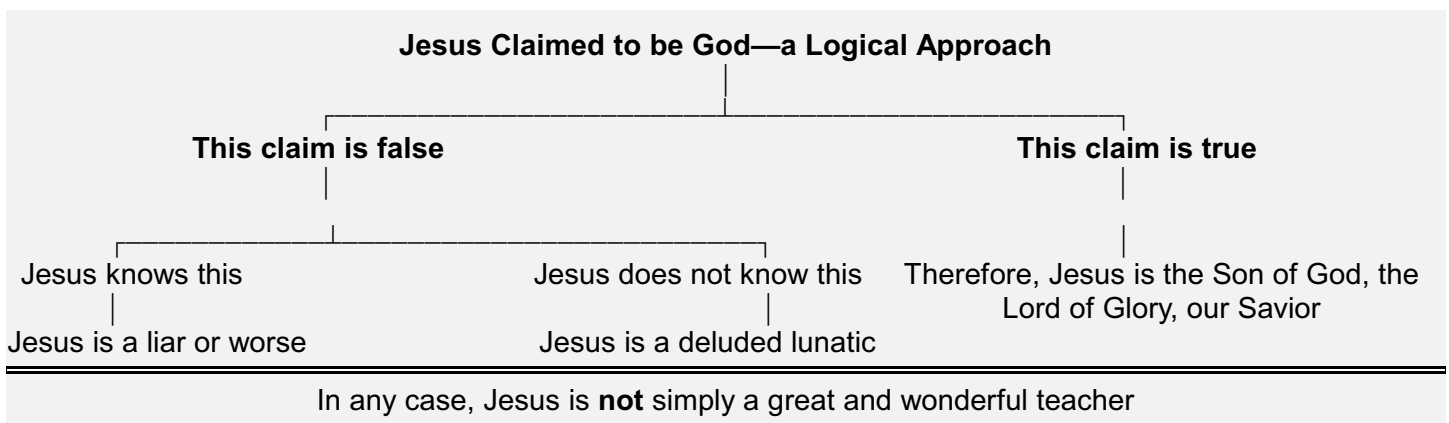 Jesus Claimed to be God—a Logical Approach
This claim is false This claim is true
Jesus knows this Jesus does not know this Therefore, Jesus is the Son of God, the
Lord of Glory, our Savior
Jesus is a liar or worse Jesus is a deluded lunatic
In any case, Jesus is not simply a great and wonderful teacher